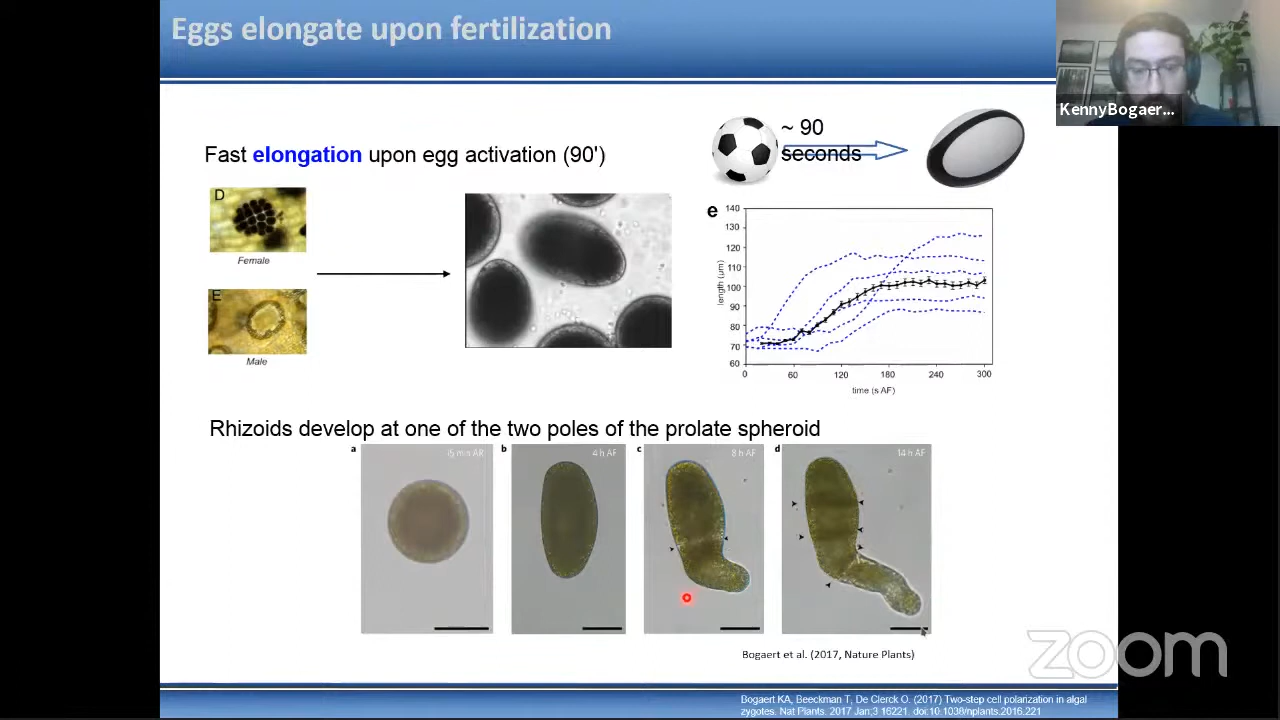 Eggs elongate upon fertilization
KennyBogaer...
~ 90
seconds
Fast elongation upon egg activation (90')
D
Female
E
Male
e
140
130
120
110
100
90
80
70
60
length (µm)
0
60
120
180
240
300
time (s AF)
Rhizoids develop at one of the two poles of the prolate spheroid
a
b
4 h AF
c
8 h AF
d
14 h AF
Bogaert et al. (2017, Nature Plants)
zoom
Bogaert KA, Beeckman T, De Clerck O. (2017) Two-step cell polarization in algal
zygotes. Nat Plants. 2017 Jan;3 16221. doi:10.1038/nplants.2016.221